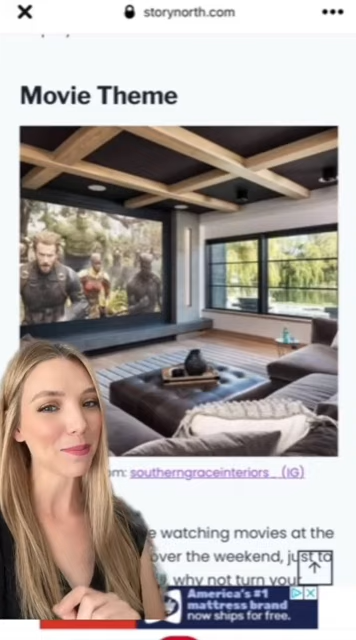 storynorth.com
Movie Theme
southerngraceinteriors_ (IG)
watching movies at the
over the weekend, just to
why not turn your
America's #1
mattress brand
now ships for free.